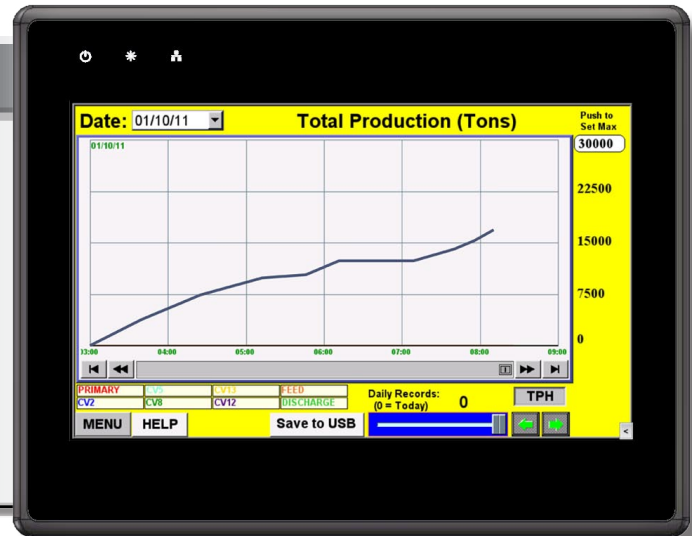 Date: 01/10/11 Total Production (Tons) Push to
Set Max
01/10/11 30000
22500
15000
7500
0
03:00 04:00 05:00 06:00 07:00 08:00 09:00
PRIMARY CV5 CV13 FEED
CV2 CV8 CV12 DISCHARGE
Daily Records: 0 TPH
(0 = Today)
MENU HELP Save to USB
<